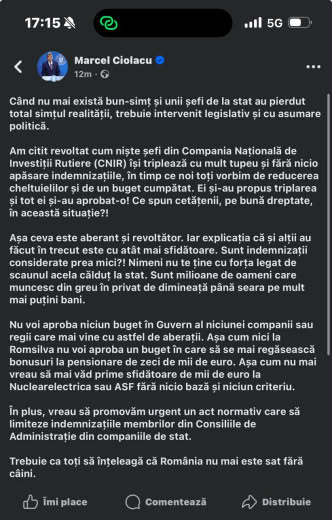 17:15
5G
Marcel Ciolacu
12m ·
Când nu mai există bun-simț și unii șefi de la stat au pierdut
total simțul realității, trebuie intervenit legislativ și cu asumare
politică.
Am citit revoltat cum niște șefi din Compania Națională de
Investiții Rutiere (CNIR) își triplează cu mult tupeu și fără nicio
apăsare indemnizațiile, în timp ce noi toți vorbim de reducerea
cheltuielilor și de un buget cumpătat. Ei și-au propus triplarea
și tot ei și-au aprobat-o! Ce spun cetățenii, pe bună dreptate,
în această situație?!
Așa ceva este aberant și revoltător. Iar explicația că și alții au
făcut în trecut este cu atât mai sfidătoare. Sunt indemnizații
considerate prea mici?! Nimeni nu te ține cu forța legat de
scaunul acela călduț la stat. Sunt milioane de oameni care
muncesc din greu în privat de dimineață până seara pe mult
mai puțini bani.
Nu voi aproba niciun buget în Guvern al niciunei companii sau
regii care mai vine cu astfel de aberații. Așa cum nici la
Romsilva nu voi aproba un buget în care să se mai regăsească
bonusuri la pensionare de zeci de mii de euro. Așa cum nu mai
vreau să mai văd prime sfidătoare de mii de euro la
Nuclearelectrica sau ASF fără nicio bază și niciun criteriu.
În plus, vreau să promovăm urgent un act normativ care să
limiteze indemnizațiile membrilor din Consiliile de
Administrație din companiile de stat.
Trebuie ca toți să înțeleagă că România nu mai este sat fără
câini.
Îmi place
Comentează
Distribuie